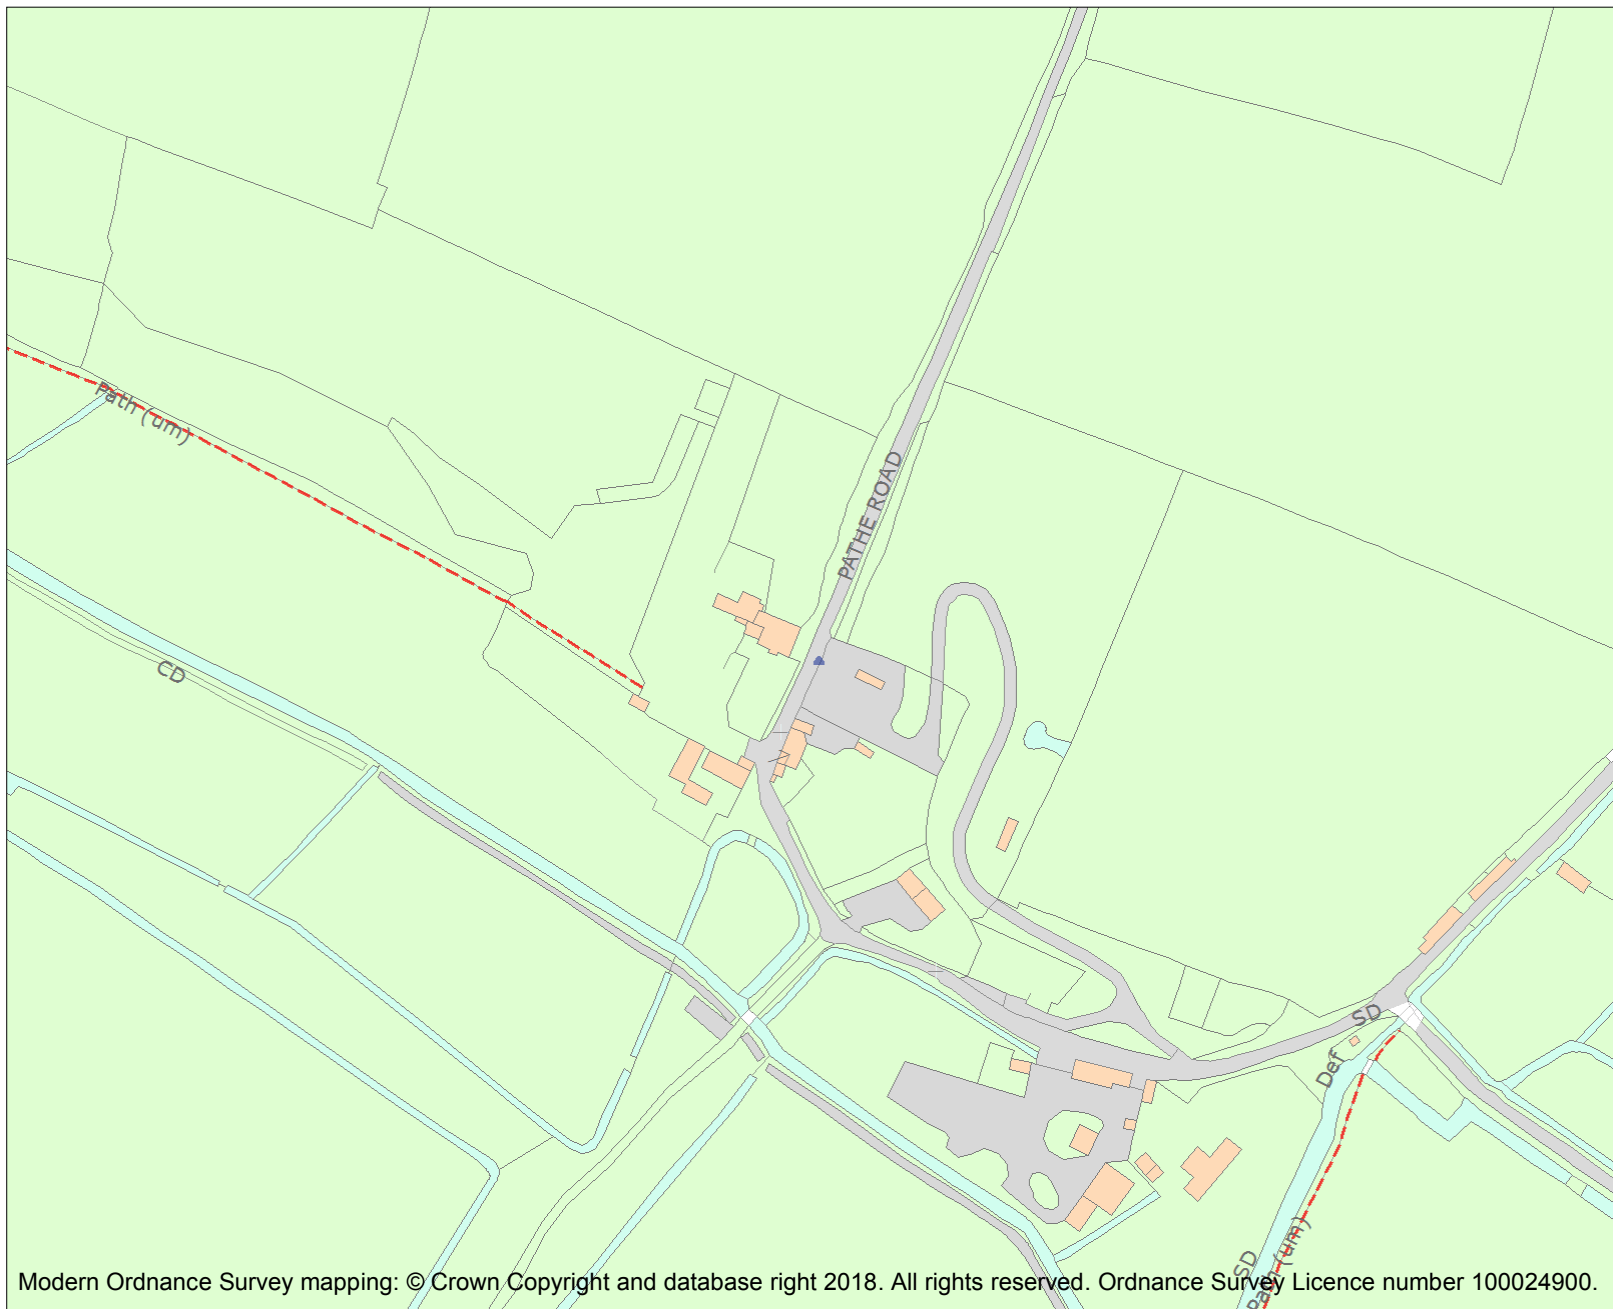 Path (um)
PATHE ROAD
CD
SD
Def
SD
Path (um)
Modern Ordnance Survey mapping: © Crown Copyright and database right 2018. All rights reserved. Ordnance Survey Licence number 100024900.